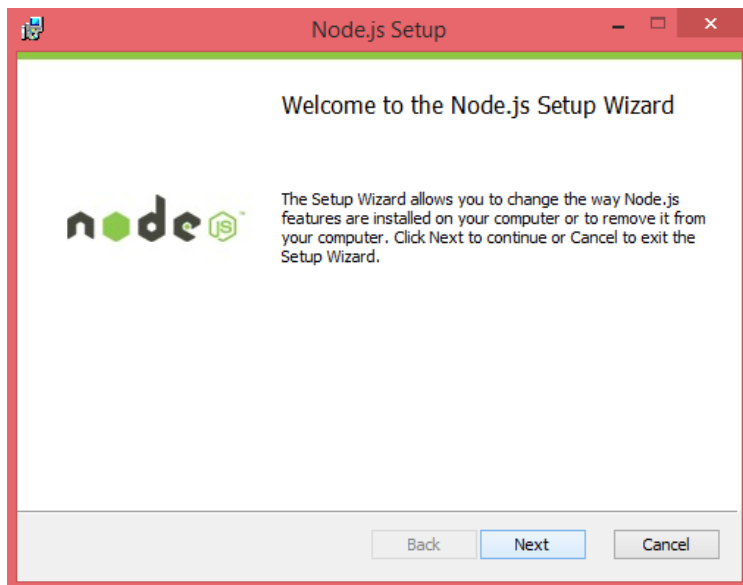 Node.js Setup
Welcome to the Node.js Setup Wizard
node JS™
The Setup Wizard allows you to change the way Node.js
features are installed on your computer or to remove it from
your computer. Click Next to continue or Cancel to exit the
Setup Wizard.
Back Next Cancel